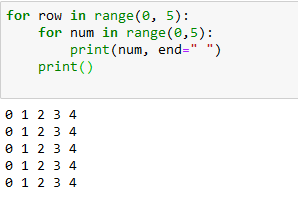 for row in range(0, 5):
    for num in range(0,5):
        print(num, end=" ")
    print()
0 1 2 3 4
0 1 2 3 4
0 1 2 3 4
0 1 2 3 4
0 1 2 3 4